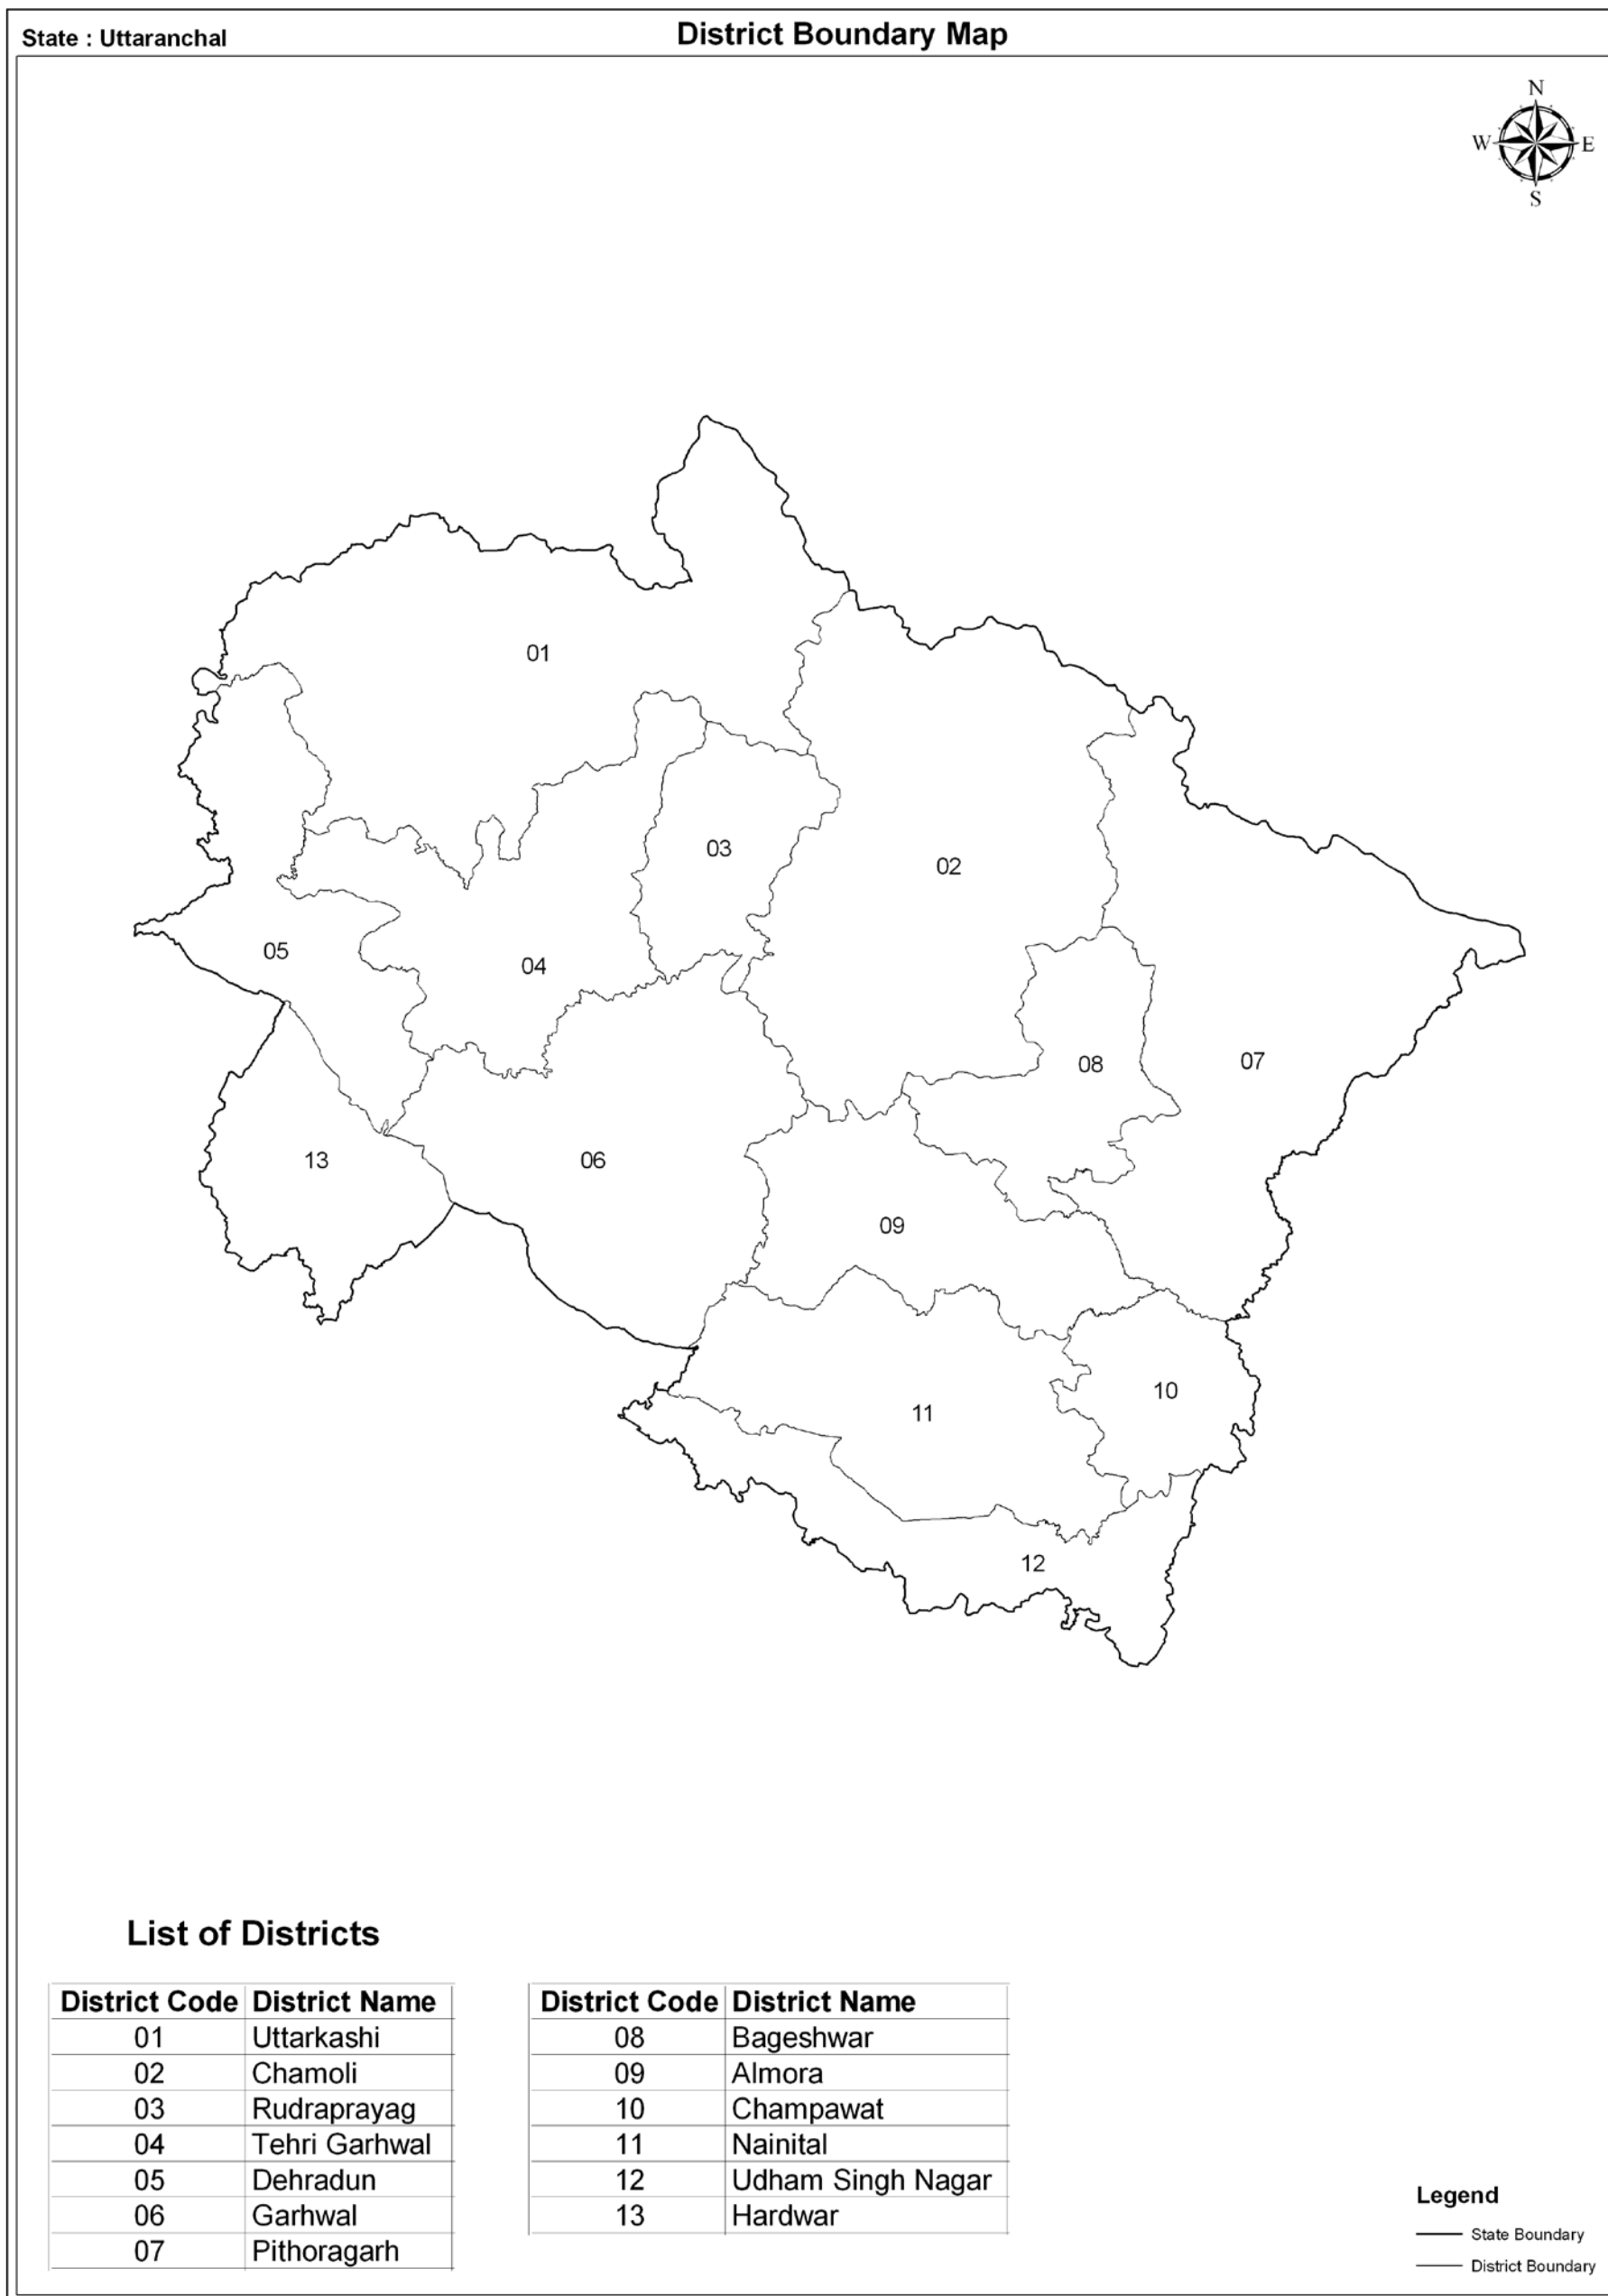 State : Uttaranchal
District Boundary Map
N
W E
S
01
03
02
05
04
08
07
13
06
09
10
11
12
List of Districts
District Code District Name
01 Uttarkashi
02 Chamoli
03 Rudraprayag
04 Tehri Garhwal
05 Dehradun
06 Garhwal
07 Pithoragarh
District Code District Name
08 Bageshwar
09 Almora
10 Champawat
11 Nainital
12 Udham Singh Nagar
13 Hardwar
Legend
State Boundary
District Boundary